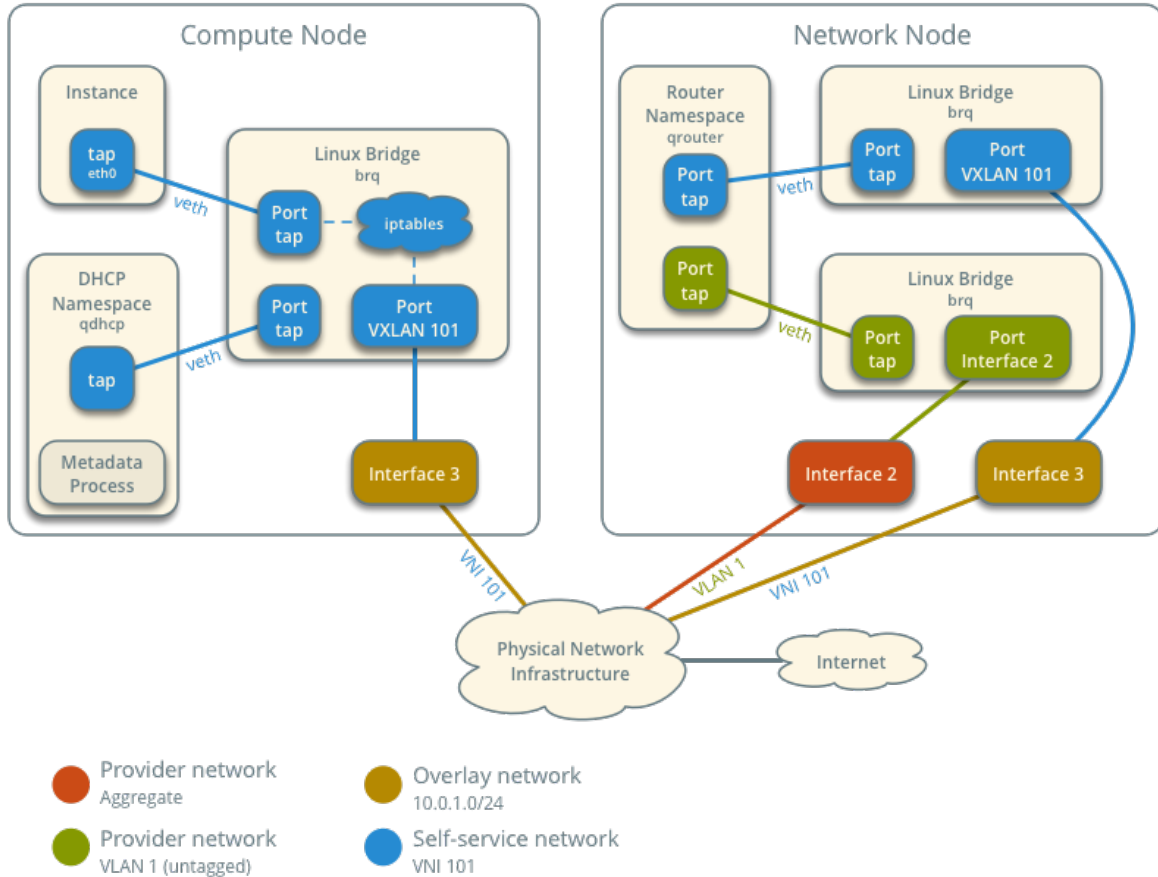 Compute Node
Instance
tap
eth0
veth
DHCP
Namespace
qdhcp
tap
veth
Metadata
Process
Linux Bridge
brq
Port
tap
iptables
Port
tap
Port
VXLAN 101
Interface 3
VNI 101
Network Node
Router
Namespace
qrouter
Port
tap
veth
Port
tap
veth
Linux Bridge
brq
Port
tap
Port
VXLAN 101
Linux Bridge
brq
Port
tap
Port
Interface 2
Interface 2
Interface 3
VLAN 1
VNI 101
Physical Network
Infrastructure
Internet
Provider network
Aggregate
Provider network
VLAN 1 (untagged)
Overlay network
10.0.1.0/24
Self-service network
VNI 101